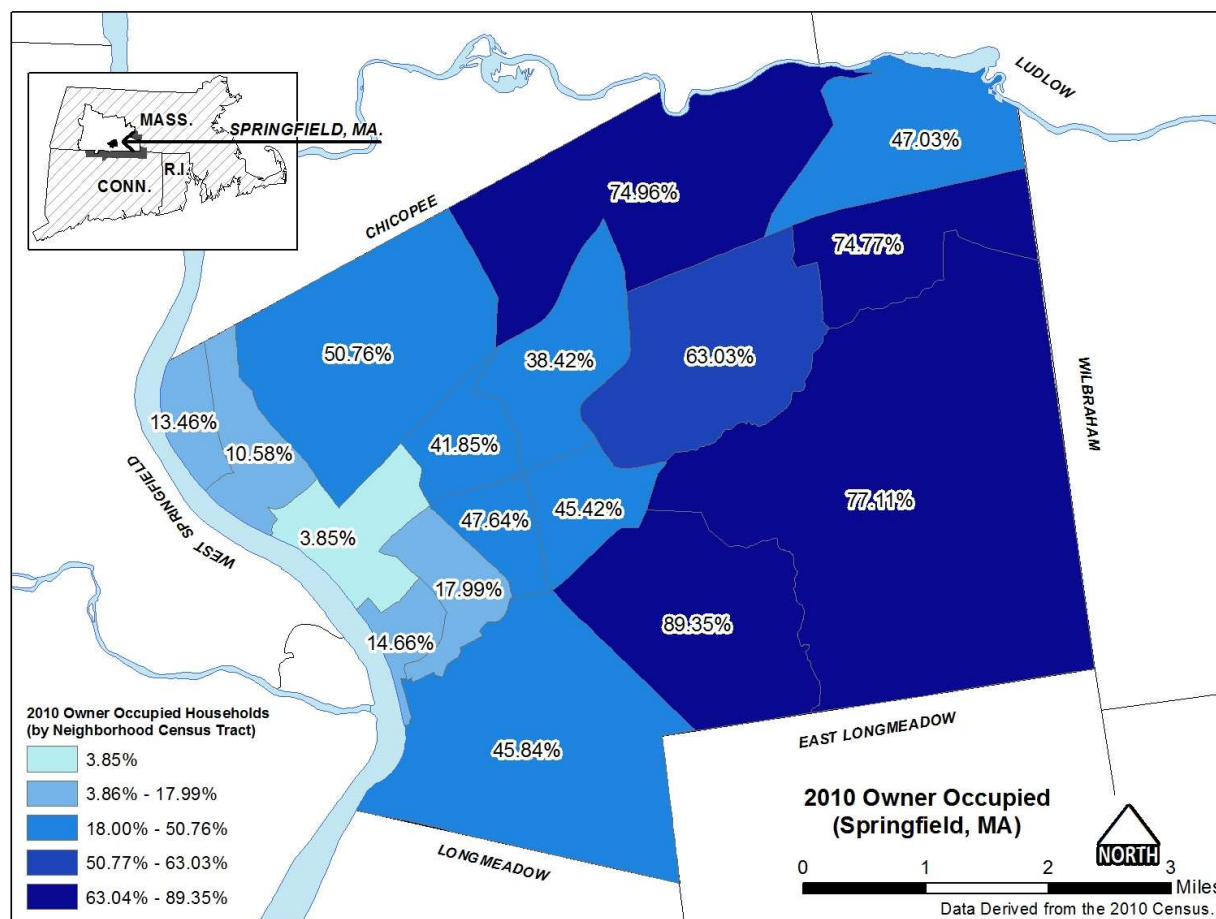 MASS.
SPRINGFIELD, MA.
R.I.
CONN.
LUDLOW
47.03%
74.96%
CHICOPEE
74.77%
50.76%
38.42%
63.03%
WILBRAHAM
13.46%
10.58%
41.85%
77.11%
WEST SPRINGFIELD
3.85%
47.64%
45.42%
17.99%
14.66%
89.35%
45.84%
EAST LONGMEADOW
LONGMEADOW
2010 Owner Occupied Households
(by Neighborhood Census Tract)
3.85%
3.86% - 17.99%
18.00% - 50.76%
50.77% - 63.03%
63.04% - 89.35%
2010 Owner Occupied
(Springfield, MA)
NORTH
0 1 2 3
Miles
Data Derived from the 2010 Census.